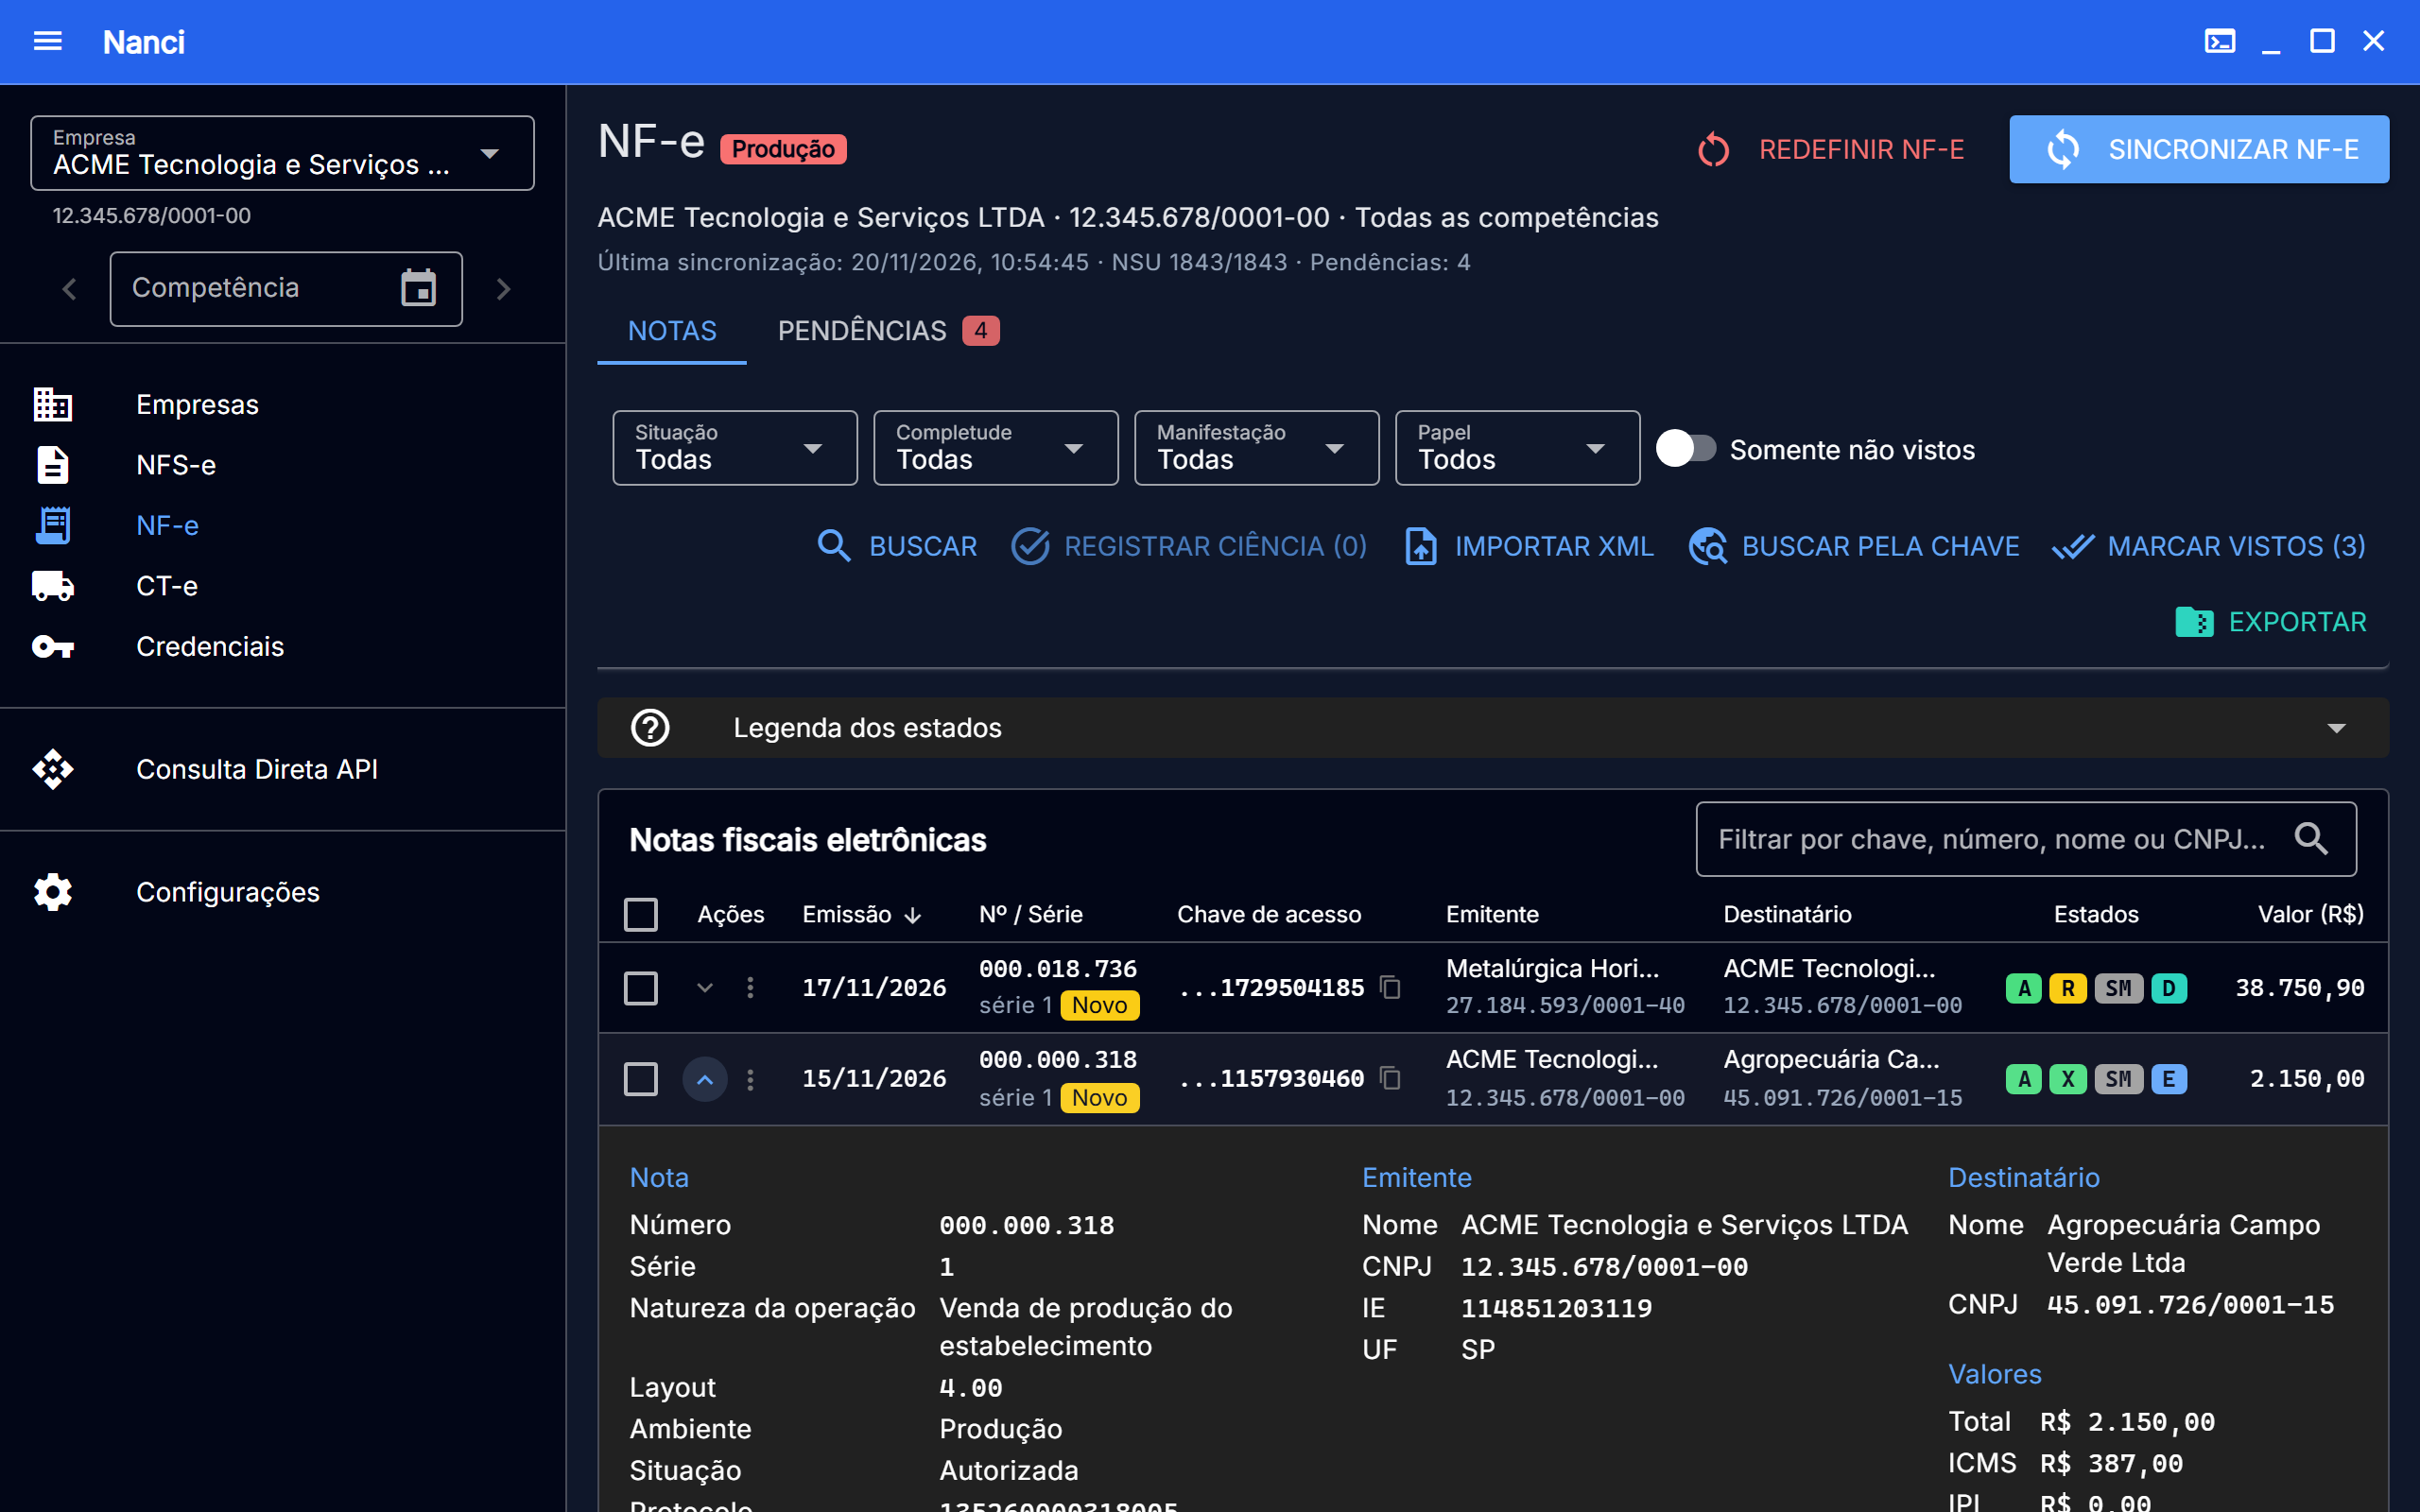 Nanci
Empresa
ACME Tecnologia e Serviços ...
12.345.678/0001-00
Competência
Empresas
NFS-e
NF-e
CT-e
Credenciais
Consulta Direta API
Configurações
NF-e Produção
REDEFINIR NF-E
SINCRONIZAR NF-E
ACME Tecnologia e Serviços LTDA · 12.345.678/0001-00 · Todas as competências
Última sincronização: 20/11/2026, 10:54:45 · NSU 1843/1843 · Pendências: 4
NOTAS PENDÊNCIAS 4
Situação Completude Manifestação Papel
Todas Todas Todas Todos Somente não vistos
BUSCAR REGISTRAR CIÊNCIA (0) IMPORTAR XML BUSCAR PELA CHAVE MARCAR VISTOS (3)
EXPORTAR
Legenda dos estados
Notas fiscais eletrônicas
Filtrar por chave, número, nome ou CNPJ...
Ações Emissão Nº / Série Chave de acesso Emitente Destinatário Estados Valor (R$)
17/11/2026 000.018.736 série 1 Novo ...1729504185 Metalúrgica Hori... 27.184.593/0001-40 ACME Tecnologi... 12.345.678/0001-00 A R SM D 38.750,90
15/11/2026 000.000.318 série 1 Novo ...1157930460 ACME Tecnologi... 12.345.678/0001-00 Agropecuária Ca... 45.091.726/0001-15 A X SM E 2.150,00
Nota
Número 000.000.318
Série 1
Natureza da operação Venda de produção do
estabelecimento
Layout 4.00
Ambiente Produção
Situação Autorizada
Protocolo 135260000318005
Emitente
Nome ACME Tecnologia e Serviços LTDA
CNPJ 12.345.678/0001-00
IE 114851203119
UF SP
Destinatário
Nome Agropecuária Campo
Verde Ltda
CNPJ 45.091.726/0001-15
Valores
Total R$ 2.150,00
ICMS R$ 387,00
IPI R$ 0,00